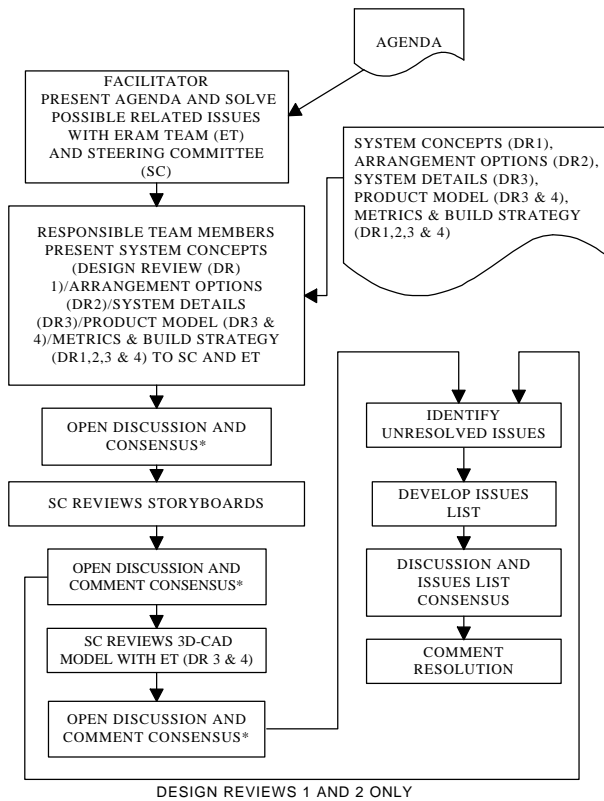 AGENDA
FACILITATOR
PRESENT AGENDA AND SOLVE
POSSIBLE RELATED ISSUES
WITH ERAM TEAM (ET)
AND STEERING COMMITTEE
(SC)
SYSTEM CONCEPTS (DR1),
ARRANGEMENT OPTIONS (DR2),
SYSTEM DETAILS (DR3),
PRODUCT MODEL (DR3 & 4),
METRICS & BUILD STRATEGY
(DR1,2,3 & 4)
RESPONSIBLE TEAM MEMBERS
PRESENT SYSTEM CONCEPTS
(DESIGN REVIEW (DR)
1)/ARRANGEMENT OPTIONS
(DR2)/SYSTEM DETAILS
(DR3)/PRODUCT MODEL (DR3 &
4)/METRICS & BUILD STRATEGY
(DR1,2,3 & 4) TO SC AND ET
OPEN DISCUSSION AND
CONSENSUS*
SC REVIEWS STORYBOARDS
OPEN DISCUSSION AND
COMMENT CONSENSUS*
SC REVIEWS 3D-CAD
MODEL WITH ET (DR 3 & 4)
OPEN DISCUSSION AND
COMMENT CONSENSUS*
IDENTIFY
UNRESOLVED ISSUES
DEVELOP ISSUES
LIST
DISCUSSION AND
ISSUES LIST
CONSENSUS
COMMENT
RESOLUTION
DESIGN REVIEWS 1 AND 2 ONLY